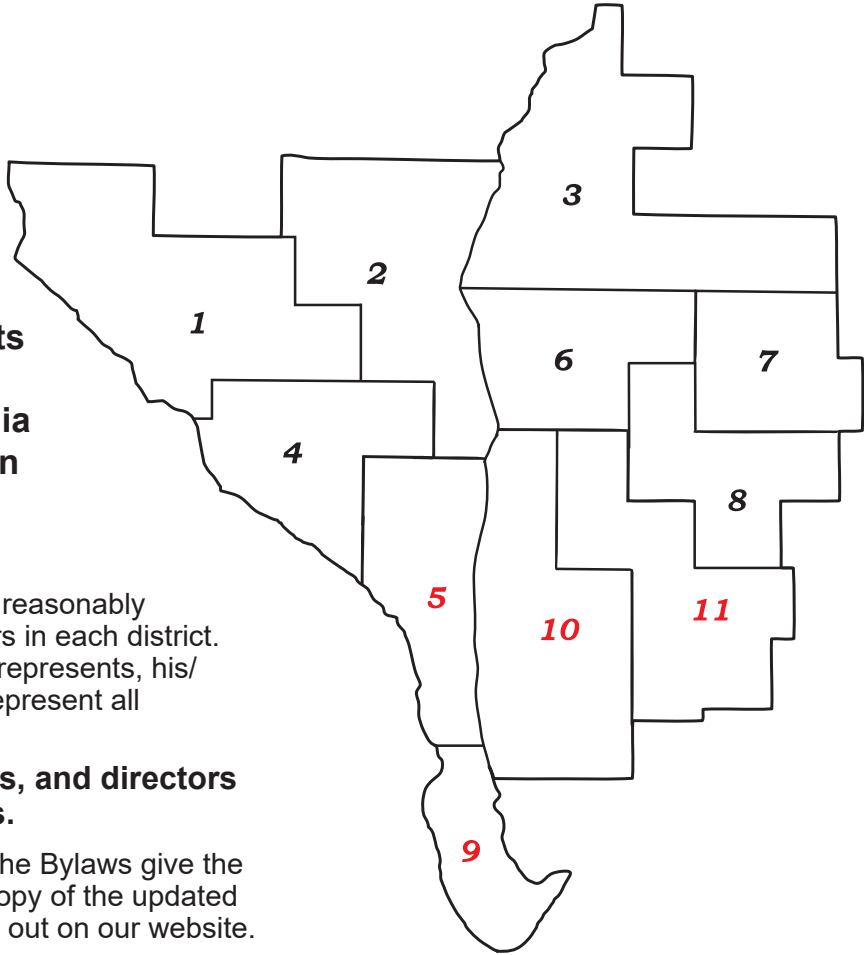 3
2
1
ts
6
7
ia
4
n
8
reasonably
5
11
rs in each district.
10
represents, his/
epresent all
s, and directors
s.
he Bylaws give the
9
opy of the updated
out on our website.